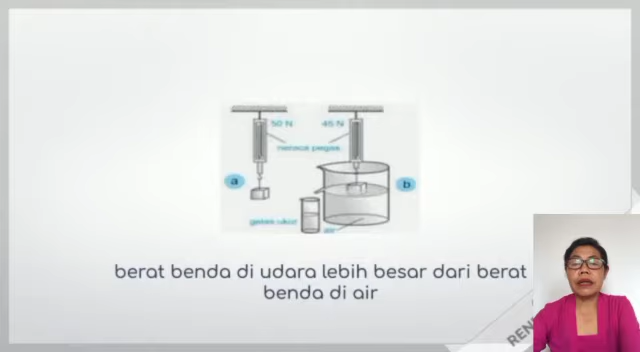 50 N 45 N
neraca pegas
a b
gelas ukur
air
berat benda di udara lebih besar dari berat
benda di air